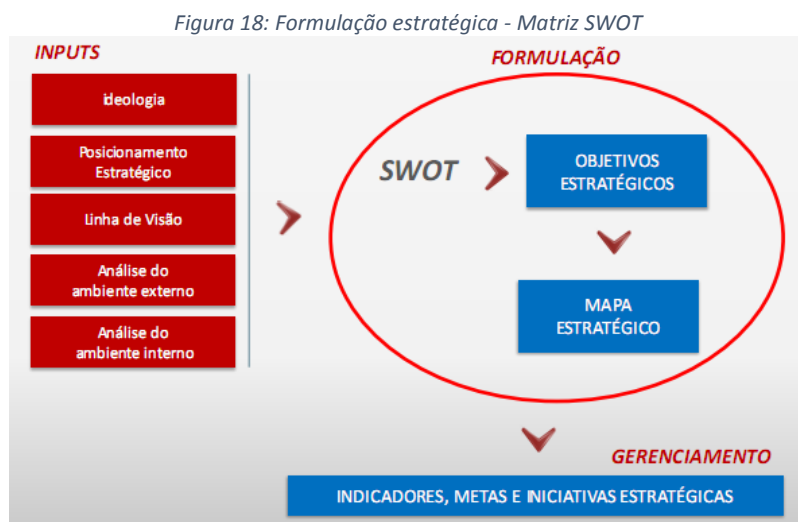 Figura 18: Formulação estratégica - Matriz SWOT
INPUTS
ideologia
Posicionamento
Estratégico
Linha de Visão
Análise do
ambiente externo
Análise do
ambiente interno
FORMULAÇÃO
SWOT
OBJETIVOS
ESTRATÉGICOS
MAPA
ESTRATÉGICO
GERENCIAMENTO
INDICADORES, METAS E INICIATIVAS ESTRATÉGICAS